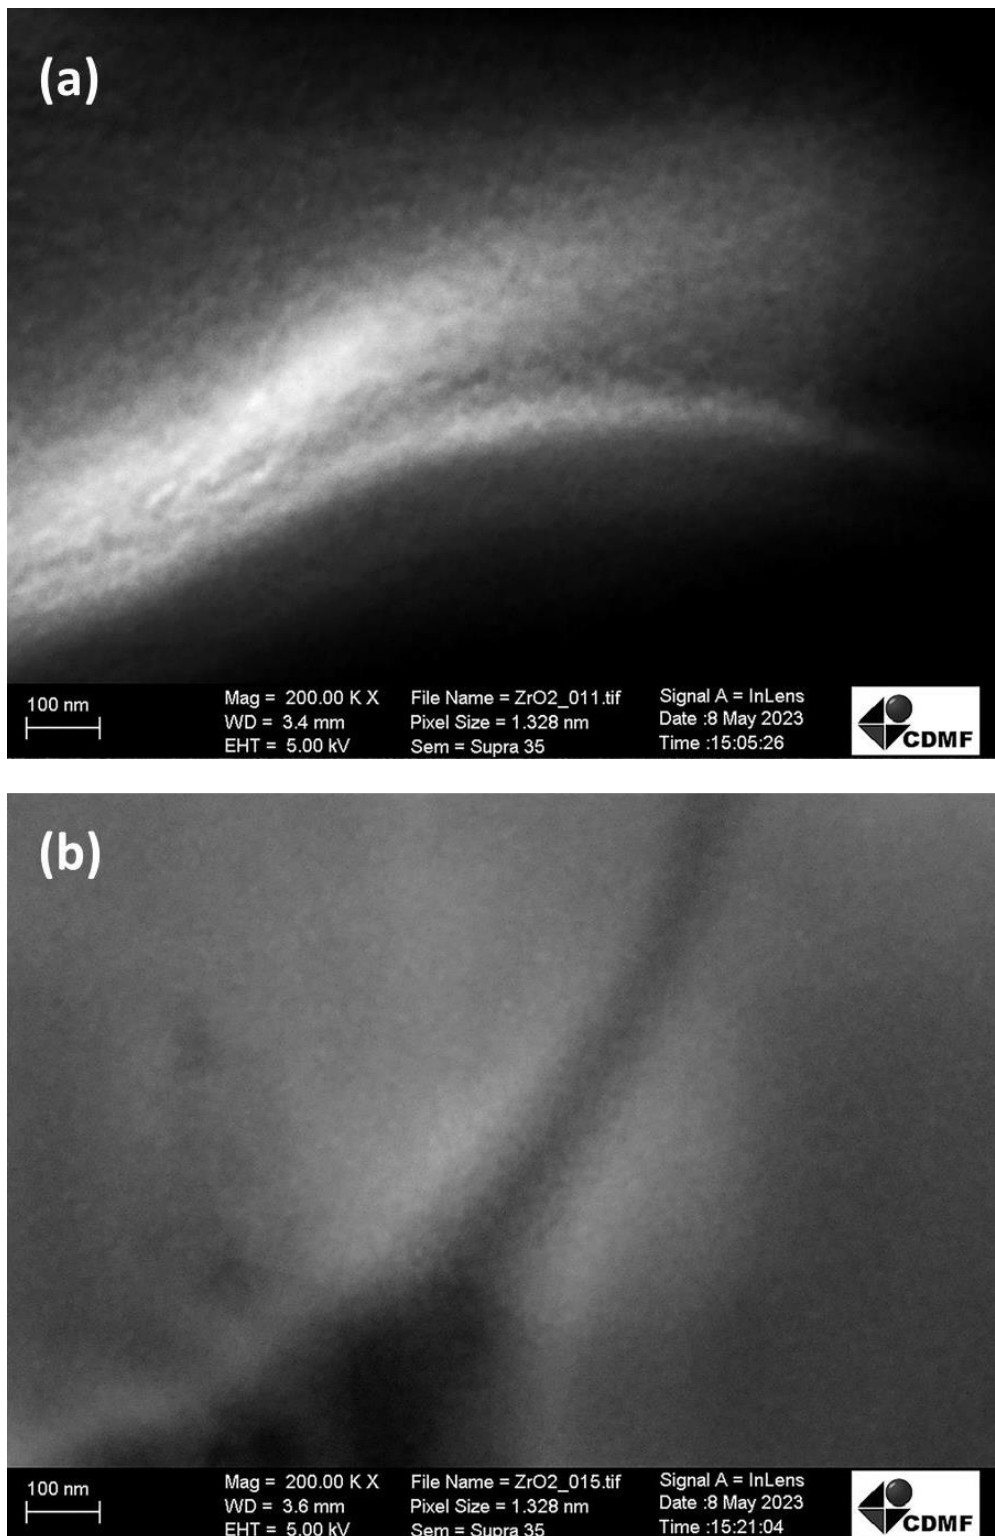 (a)
100 nm
Mag = 200.00 K X
WD = 3.4 mm
EHT = 5.00 kV
File Name = ZrO2_011.tif
Pixel Size = 1.328 nm
Sem = Supra 35
Signal A = InLens
Date :8 May 2023
Time :15:05:26
CDMF
(b)
100 nm
Mag = 200.00 K X
WD = 3.6 mm
EHT = 5.00 kV
File Name = ZrO2_015.tif
Pixel Size = 1.328 nm
Sem = Supra 35
Signal A = InLens
Date :8 May 2023
Time :15:21:04
CDMF